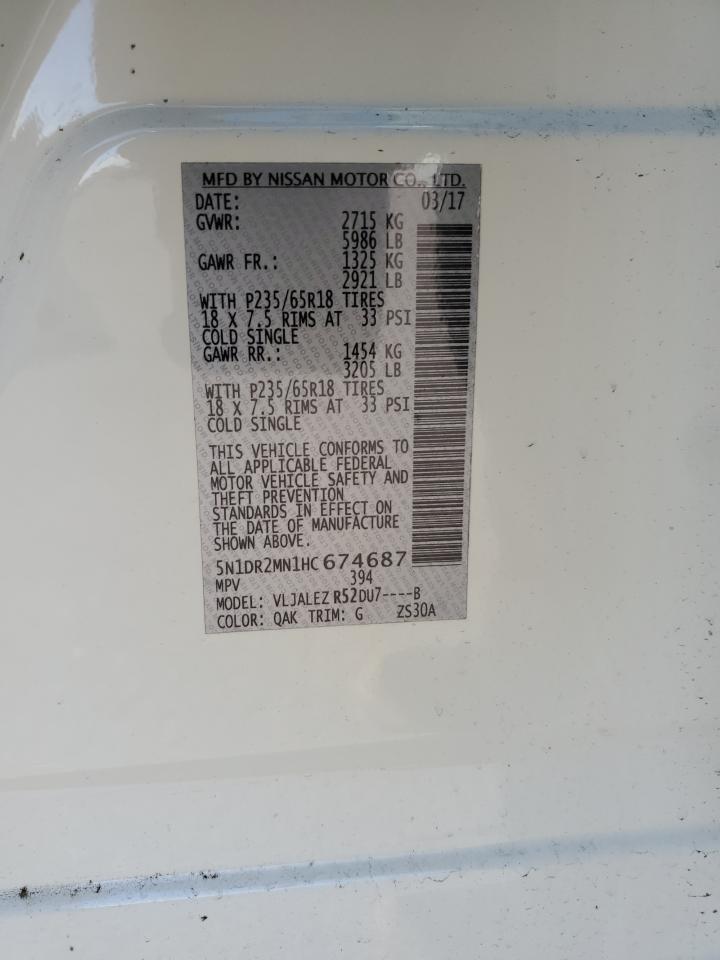 MFD BY NISSAN MOTOR CO., LTD.
DATE: 03/17
GVWR: 2715 KG
5986 LB
GAWR FR.: 1325 KG
2921 LB
WITH P235/65R18 TIRES
18 X 7.5 RIMS AT 33 PSI
COLD SINGLE
GAWR RR.: 1454 KG
3205 LB
WITH P235/65R18 TIRES
18 X 7.5 RIMS AT 33 PSI
COLD SINGLE
THIS VEHICLE CONFORMS TO
ALL APPLICABLE FEDERAL
MOTOR VEHICLE SAFETY AND
THEFT PREVENTION
STANDARDS IN EFFECT ON
THE DATE OF MANUFACTURE
SHOWN ABOVE.
5N1DR2MN1HC674687
MPV 394
MODEL: VLJALEZ R52DU7----B
COLOR: QAK TRIM: G ZS30A